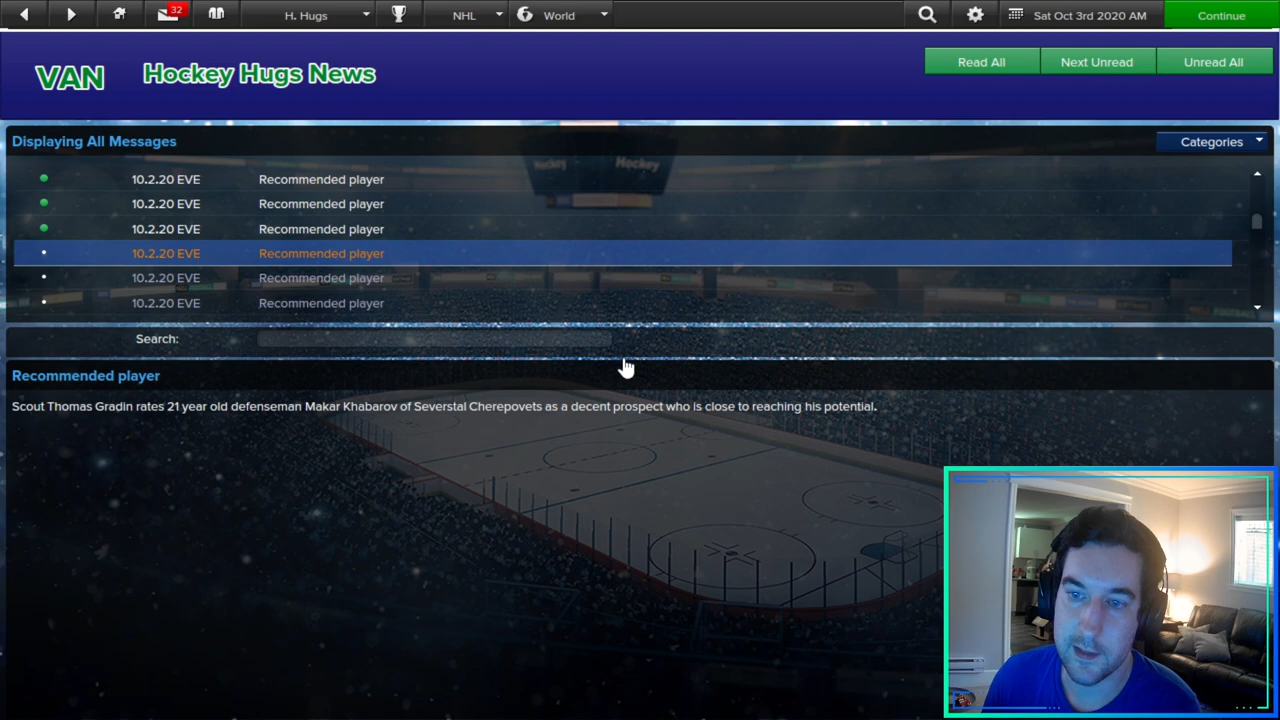 32
H. Hugs
NHL
World
Sat Oct 3rd 2020 AM
Continue
VAN
Hockey Hugs News
Read All
Next Unread
Unread All
Displaying All Messages
Categories
10.2.20 EVE Recommended player
10.2.20 EVE Recommended player
10.2.20 EVE Recommended player
10.2.20 EVE Recommended player
10.2.20 EVE Recommended player
10.2.20 EVE Recommended player
Search:
Recommended player
Scout Thomas Gradin rates 21 year old defenseman Makar Khabarov of Severstal Cherepovets as a decent prospect who is close to reaching his potential.